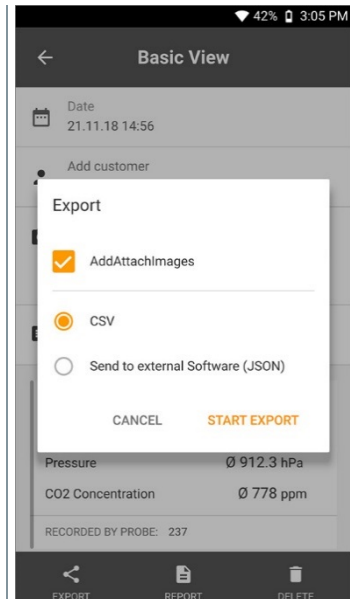 42% 3:05 PM
Basic View
Date
21.11.18 14:56
Add customer
Export
AddAttachImages
CSV
Send to external Software (JSON)
CANCEL START EXPORT
Pressure Ø 912.3 hPa
CO2 Concentration Ø 778 ppm
RECORDED BY PROBE: 237
EXPORT REPORT DELETE